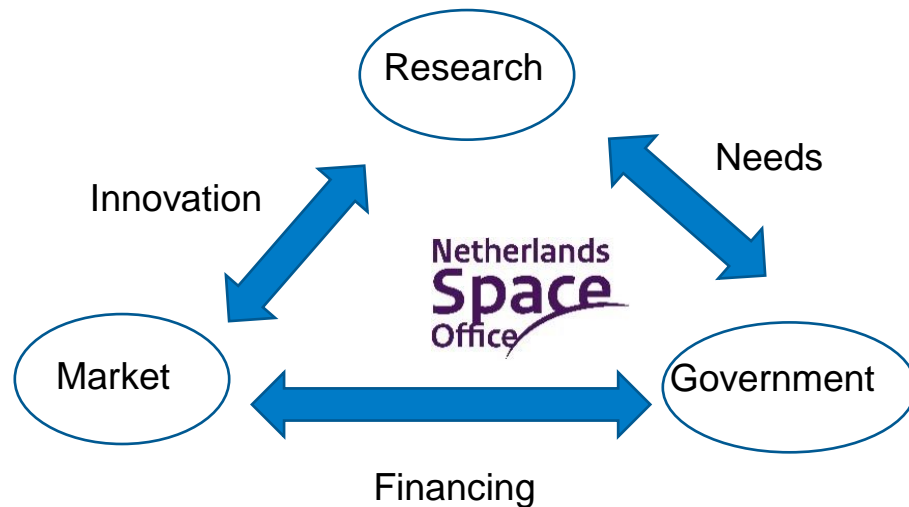 Research
Needs
Innovation
Netherlands
Space
Office
Market
Government
Financing